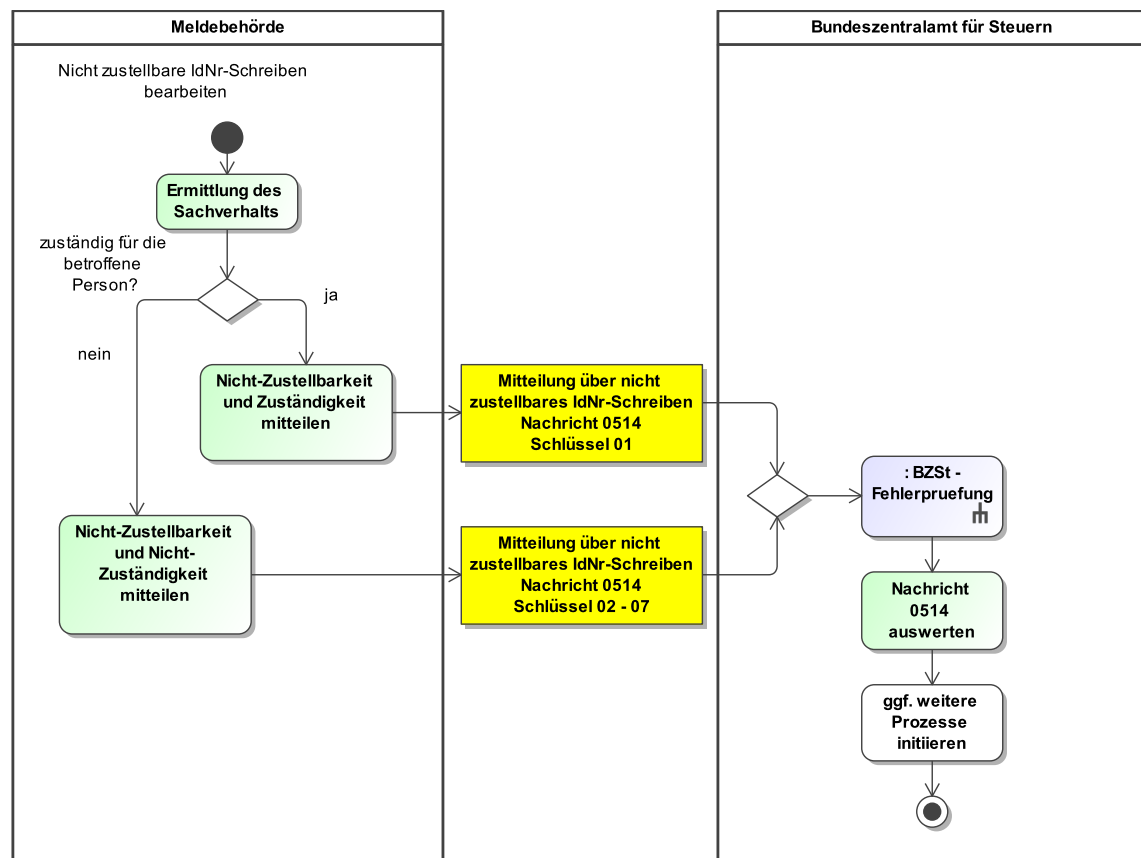 Meldebehörde
Bundeszentralamt für Steuern
Nicht zustellbare IdNr-Schreiben
bearbeiten
Ermittlung des
Sachverhalts
zuständig für die
betroffene
Person?
ja
nein
Nicht-Zustellbarkeit
und Zuständigkeit
mitteilen
Mitteilung über nicht
zustellbares IdNr-Schreiben
Nachricht 0514
Schlüssel 01
Nicht-Zustellbarkeit
und Nicht-
Zuständigkeit
mitteilen
Mitteilung über nicht
zustellbares IdNr-Schreiben
Nachricht 0514
Schlüssel 02 - 07
: BZSt -
Fehlerpruefung
Nachricht
0514
auswerten
ggf. weitere
Prozesse
initiieren